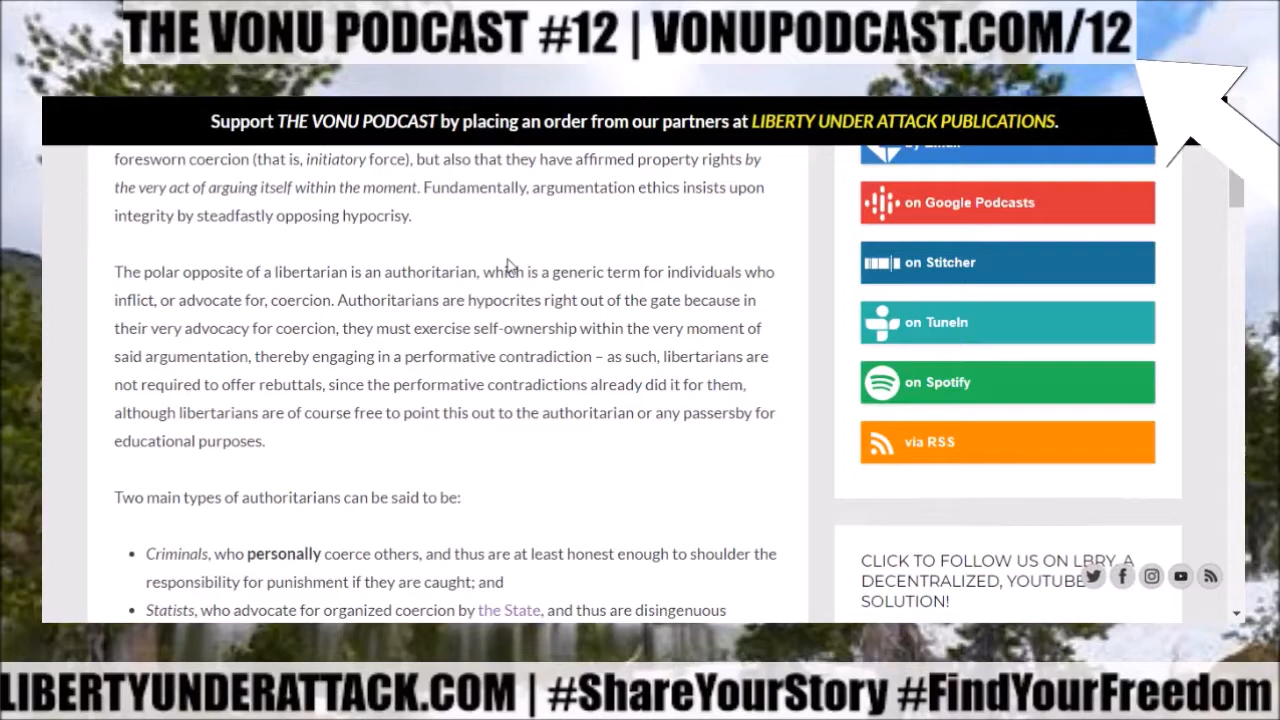 THE VONU PODCAST #12 | VONUPODCAST.COM/12
Support THE VONU PODCAST by placing an order from our partners at LIBERTY UNDER ATTACK PUBLICATIONS.
foresworn coercion (that is, initiatory force), but also that they have affirmed property rights by
the very act of arguing itself within the moment. Fundamentally, argumentation ethics insists upon
integrity by steadfastly opposing hypocrisy.
The polar opposite of a libertarian is an authoritarian, which is a generic term for individuals who
inflict, or advocate for, coercion. Authoritarians are hypocrites right out of the gate because in
their very advocacy for coercion, they must exercise self-ownership within the very moment of
said argumentation, thereby engaging in a performative contradiction – as such, libertarians are
not required to offer rebuttals, since the performative contradictions already did it for them,
although libertarians are of course free to point this out to the authoritarian or any passersby for
educational purposes.
Two main types of authoritarians can be said to be:
• Criminals, who personally coerce others, and thus are at least honest enough to shoulder the
responsibility for punishment if they are caught; and
• Statists, who advocate for organized coercion by the State, and thus are disingenuous
by Email
on Google Podcasts
on Stitcher
on TuneIn
on Spotify
via RSS
CLICK TO FOLLOW US ON LBRY, A
DECENTRALIZED, YOUTUBE
SOLUTION!
LIBERTYUNDERATTACK.COM | #ShareYourStory #FindYourFreedom